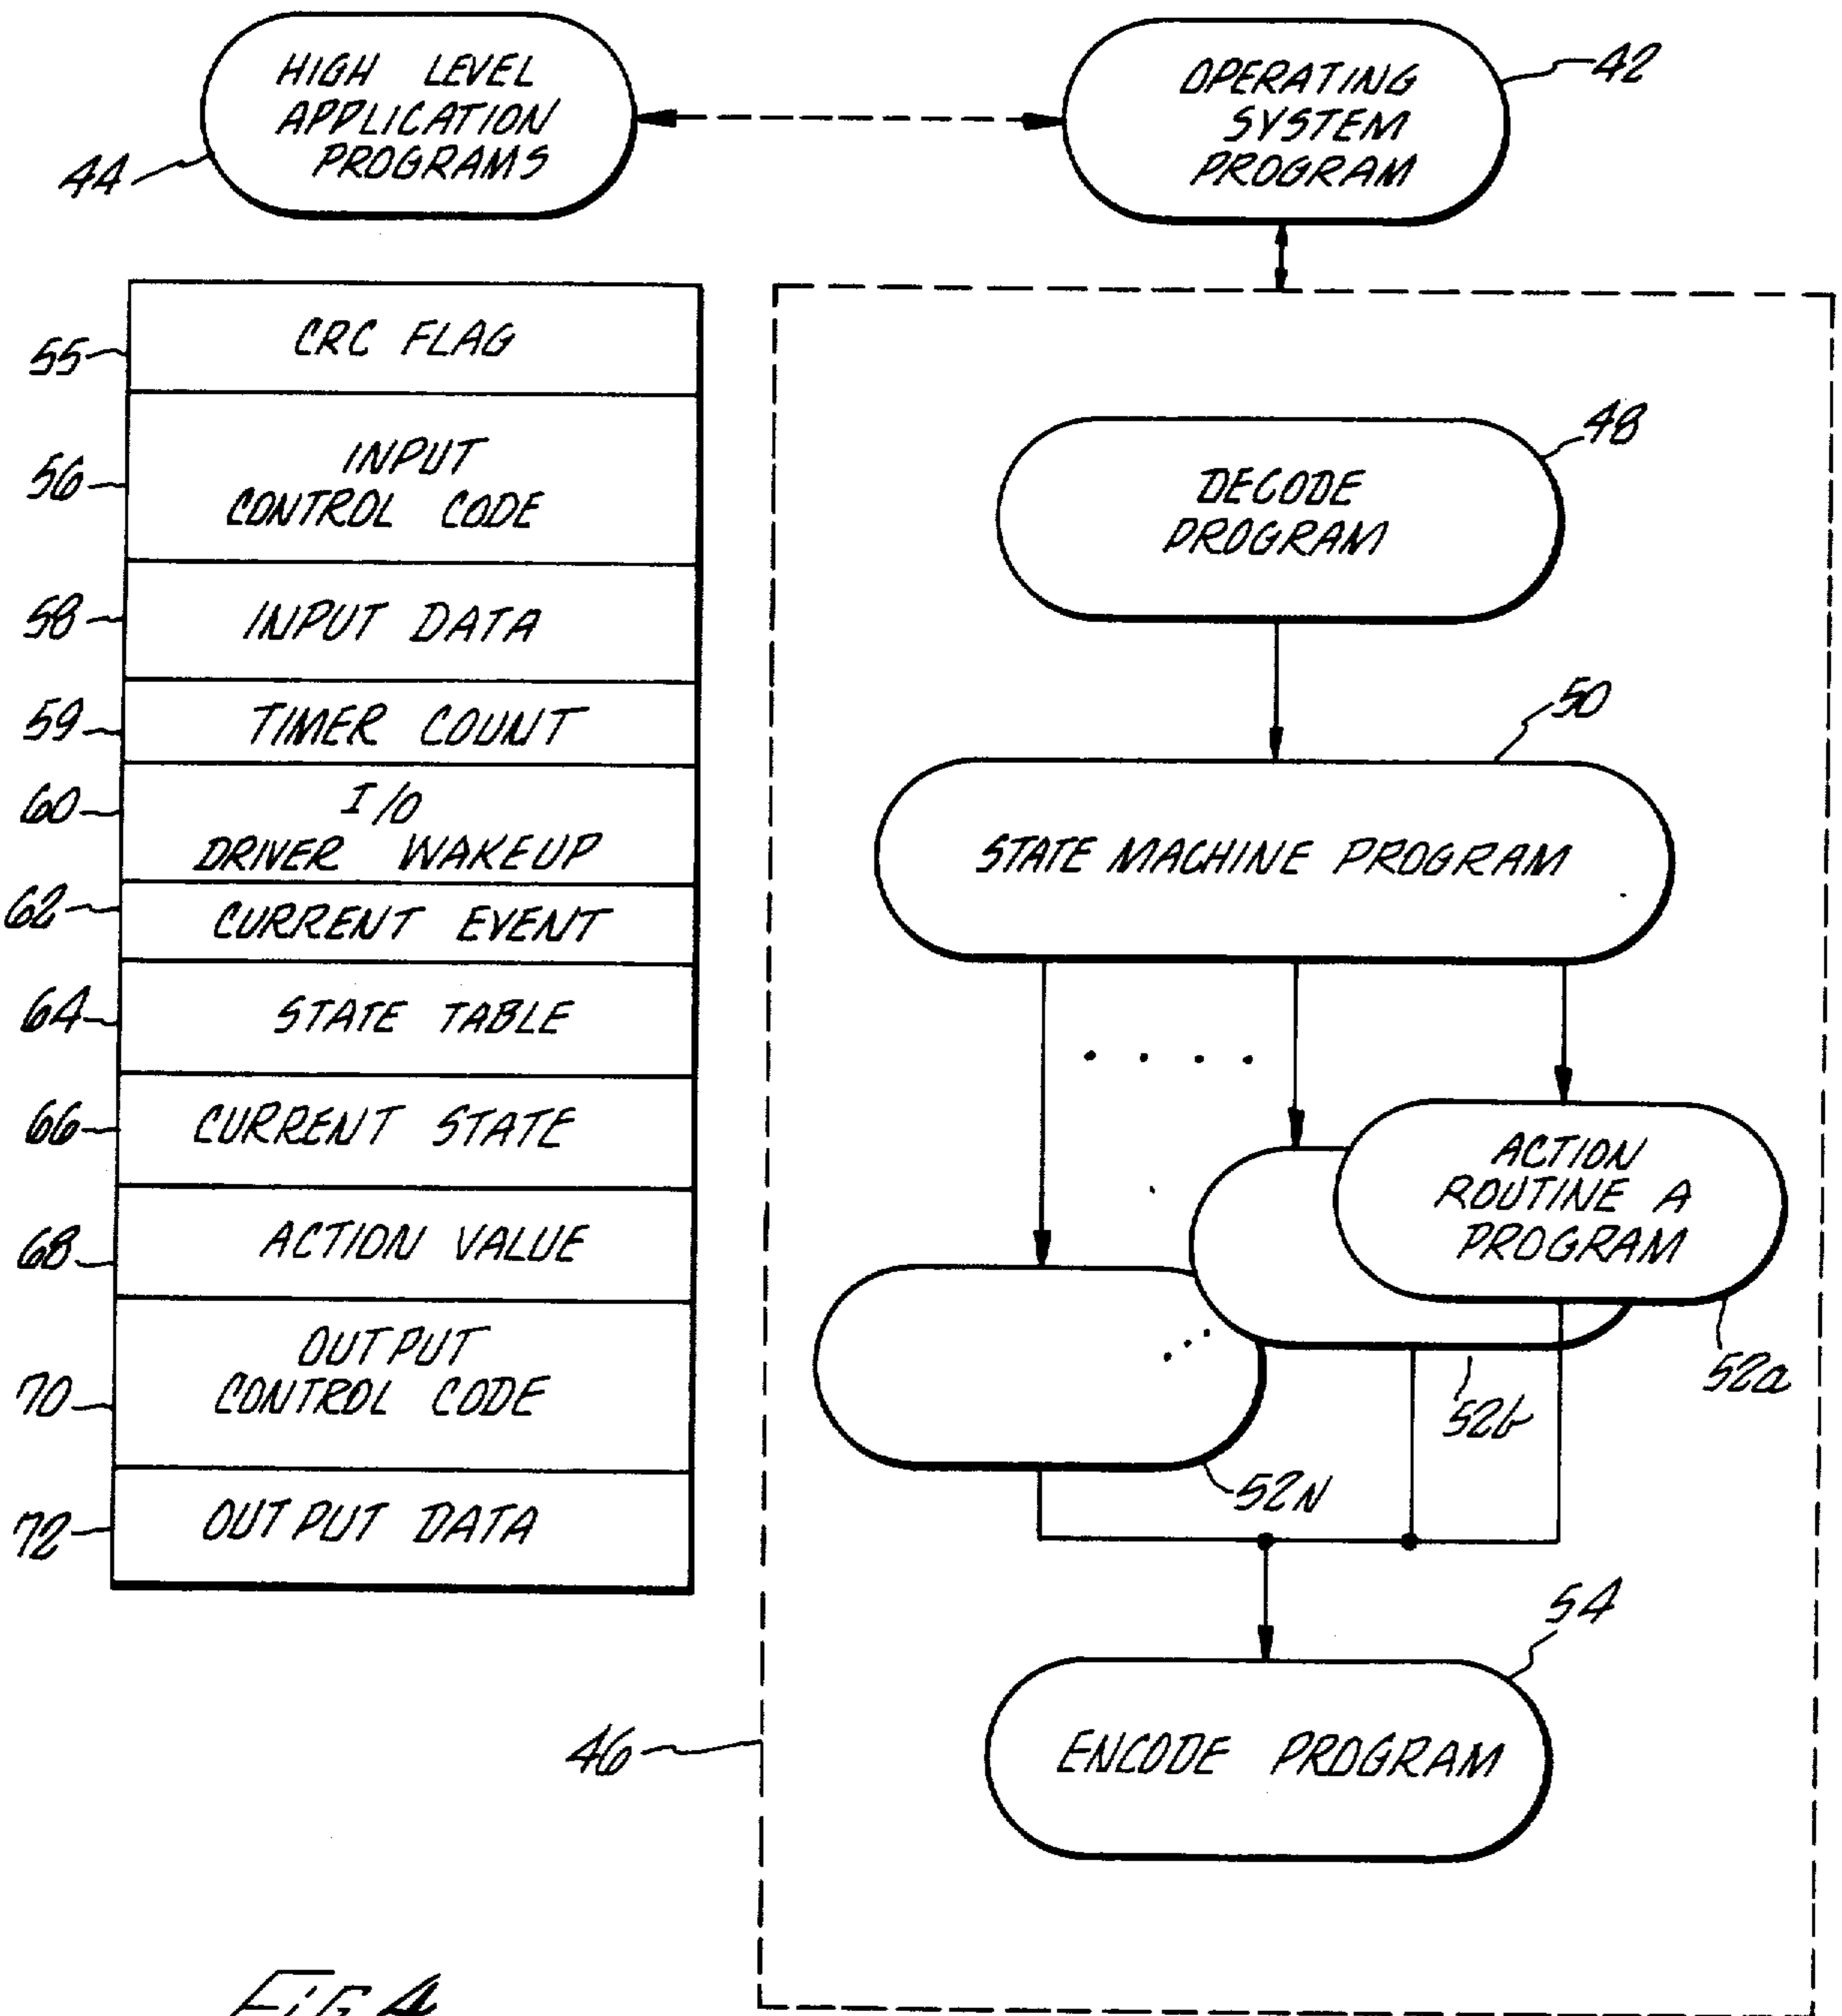 HIGH LEVEL
APPLICATION
PROGRAMS
44
OPERATING
SYSTEM
PROGRAM
42
55
CRC FLAG
56
INPUT
CONTROL CODE
58
INPUT DATA
59
TIMER COUNT
60
I/O
DRIVER WAKEUP
62
CURRENT EVENT
64
STATE TABLE
66
CURRENT STATE
68
ACTION VALUE
70
OUTPUT
CONTROL CODE
72
OUTPUT DATA
48
DECODE
PROGRAM
50
STATE MACHINE PROGRAM
ACTION
ROUTINE A
PROGRAM
52a
52b
52N
54
ENCODE PROGRAM
46
FIG.4